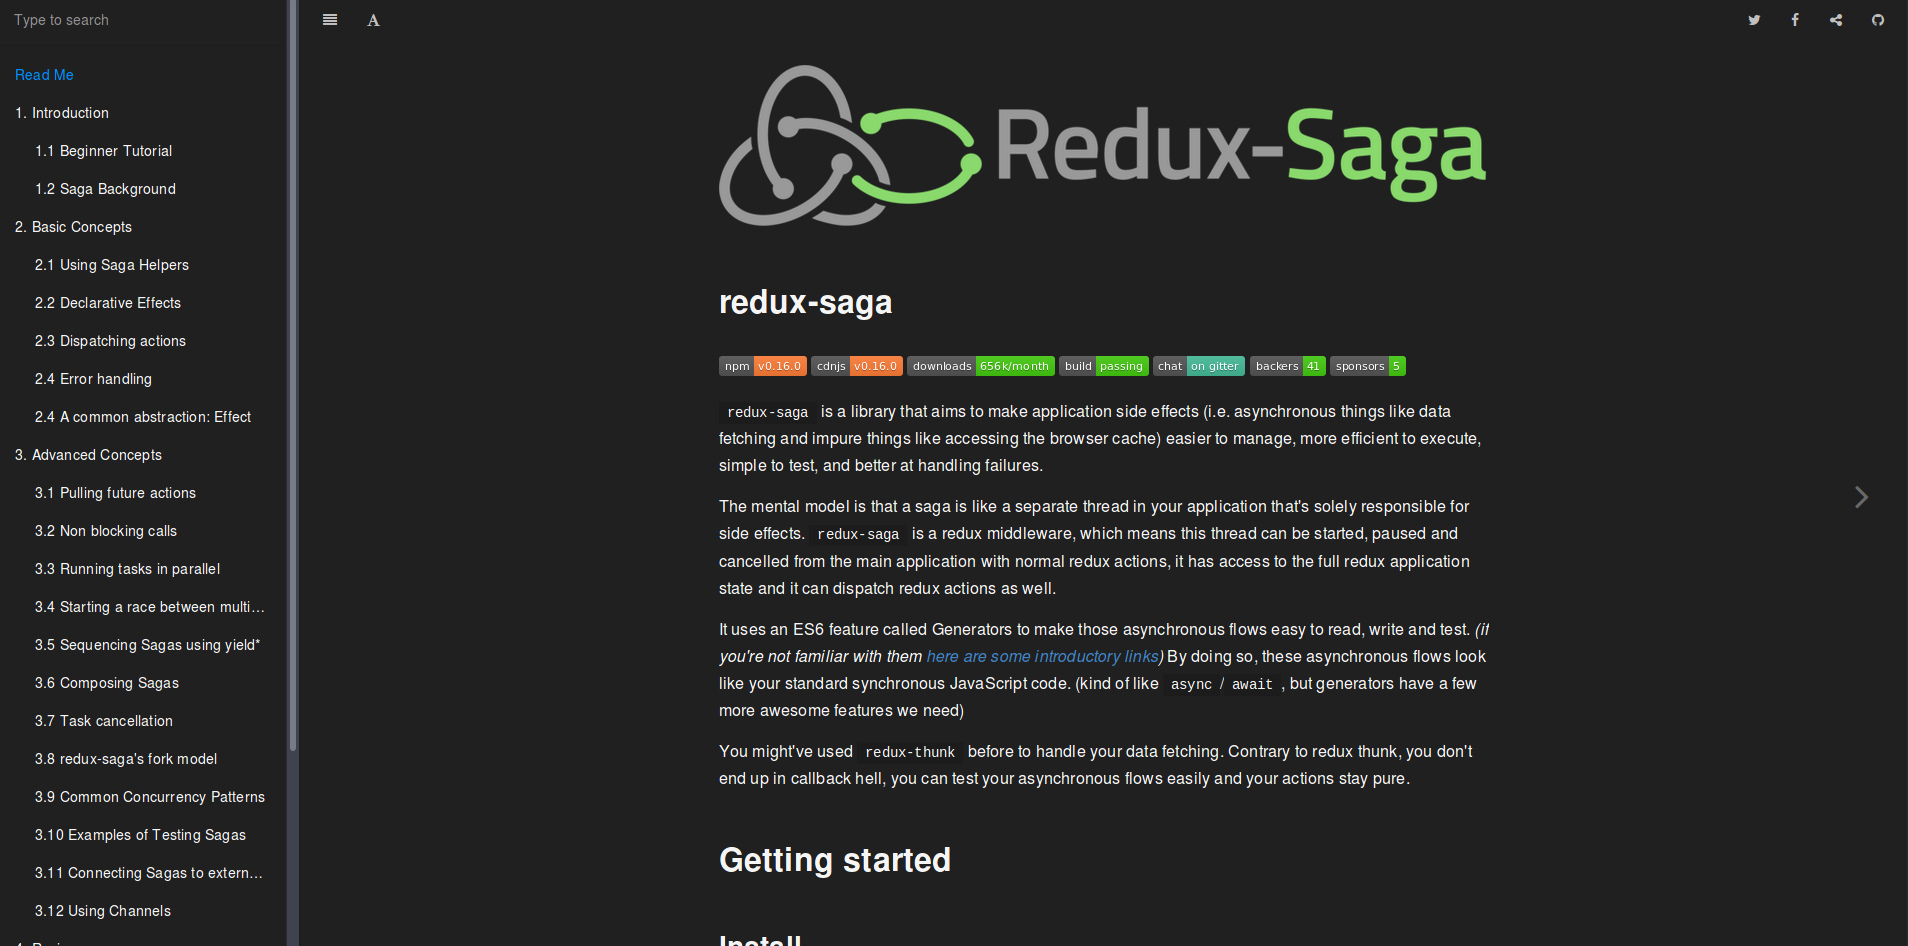 Type to search
Read Me
1. Introduction
1.1 Beginner Tutorial
1.2 Saga Background
2. Basic Concepts
2.1 Using Saga Helpers
2.2 Declarative Effects
2.3 Dispatching actions
2.4 Error handling
2.4 A common abstraction: Effect
3. Advanced Concepts
3.1 Pulling future actions
3.2 Non blocking calls
3.3 Running tasks in parallel
3.4 Starting a race between multi…
3.5 Sequencing Sagas using yield*
3.6 Composing Sagas
3.7 Task cancellation
3.8 redux-saga's fork model
3.9 Common Concurrency Patterns
3.10 Examples of Testing Sagas
3.11 Connecting Sagas to extern…
3.12 Using Channels
A
Redux-Saga
redux-saga
npm v0.16.0 cdnjs v0.16.0 downloads 656k/month build passing chat on gitter backers 41 sponsors 5
redux-saga is a library that aims to make application side effects (i.e. asynchronous things like data
fetching and impure things like accessing the browser cache) easier to manage, more efficient to execute,
simple to test, and better at handling failures.
The mental model is that a saga is like a separate thread in your application that's solely responsible for
side effects. redux-saga is a redux middleware, which means this thread can be started, paused and
cancelled from the main application with normal redux actions, it has access to the full redux application
state and it can dispatch redux actions as well.
It uses an ES6 feature called Generators to make those asynchronous flows easy to read, write and test. (if
you're not familiar with them here are some introductory links) By doing so, these asynchronous flows look
like your standard synchronous JavaScript code. (kind of like async / await , but generators have a few
more awesome features we need)
You might've used redux-thunk before to handle your data fetching. Contrary to redux thunk, you don't
end up in callback hell, you can test your asynchronous flows easily and your actions stay pure.
Getting started
Install